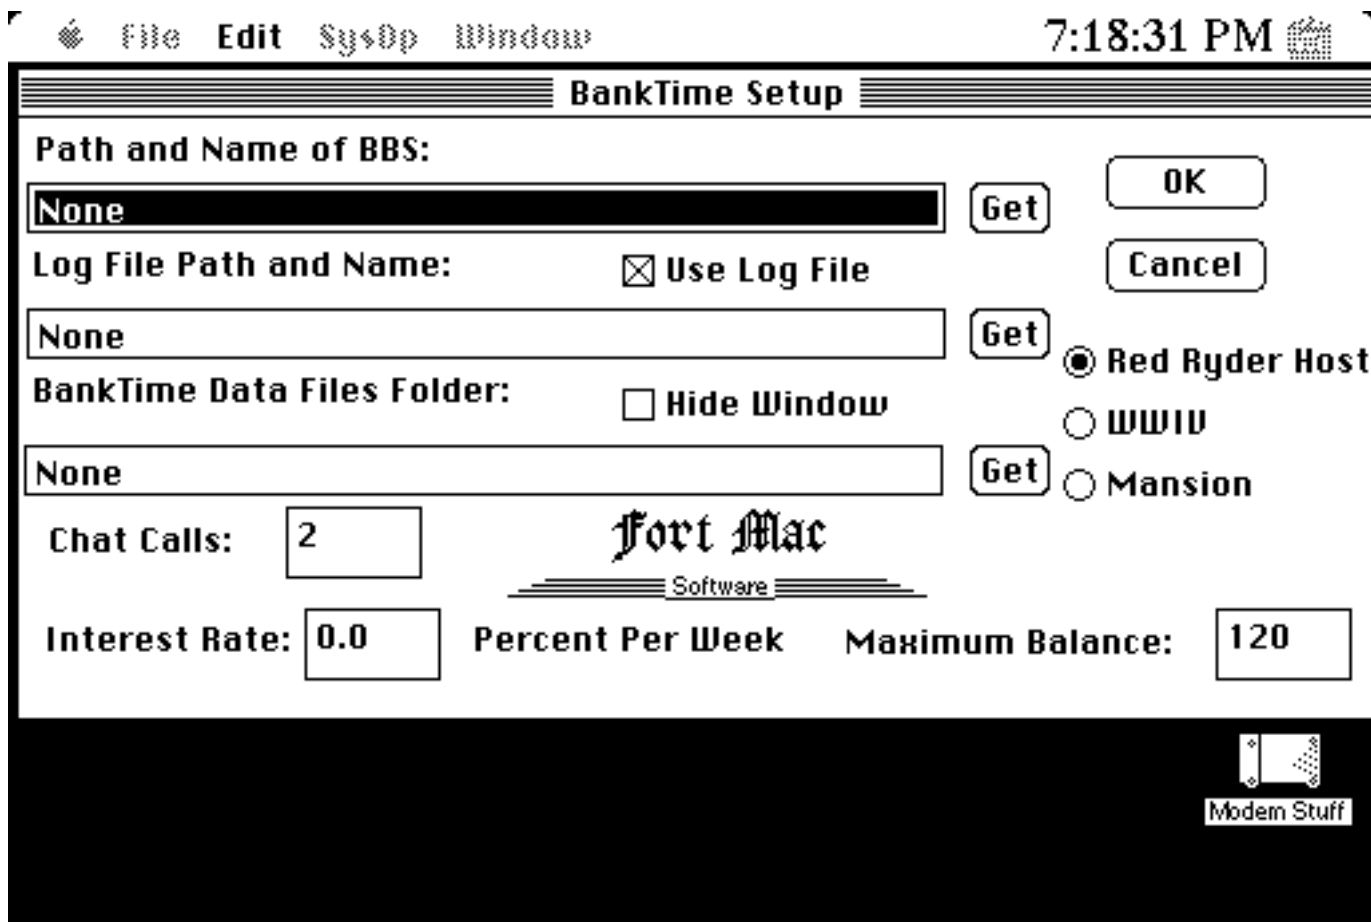 File Edit SysOp Window 7:18:31 PM
BankTime Setup
Path and Name of BBS:
OK
None Get
Log File Path and Name: Use Log File Cancel
None Get
Red Ryder Host
BankTime Data Files Folder: Hide Window
WWIV
None Get
Mansion
Chat Calls: 2 Fort Mac
Software
Interest Rate: 0.0 Percent Per Week Maximum Balance: 120
Modem Stuff